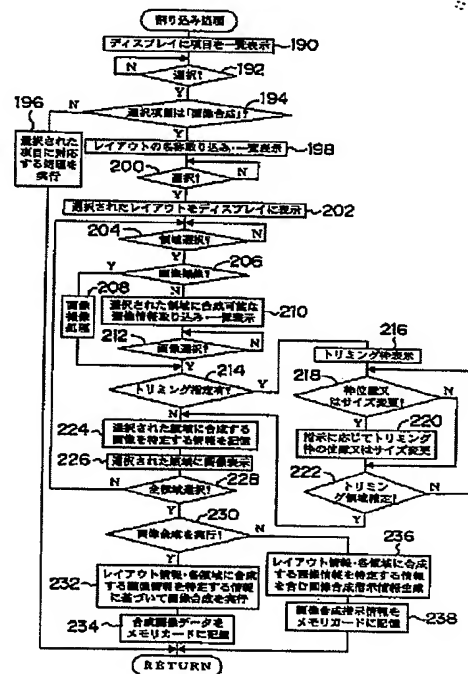 割り込み処理
ディスプレイに項目を一覧表示
190
選択?
192
N
Y
194
選択項目は「画像合成」?
N
Y
196
選択された
項目に対応
する処理を
実行
レイアウトの名称取り込み・一覧表示
198
200
選択?
N
Y
選択されたレイアウトをディスプレイに表示
202
204
領域選択?
N
Y
206
画像撮像?
Y
N
208
画像
撮像
処理
選択された領域に合成可能な
画像情報取り込み・一覧表示
210
212
画像選択?
N
Y
214
トリミング指定有?
Y
N
216
トリミング枠表示
218
枠位置又
はサイズ変更?
N
Y
220
指示に応じてトリミング
枠の位置又はサイズ変更
222
トリミン
グ領域確定?
N
Y
224
選択された領域に合成する
画像を特定する情報を記憶
226
選択された領域に画像表示
228
全領域選択?
N
Y
230
画像合成を実行?
N
Y
232
レイアウト情報・各領域に合成
する画像情報を特定する情報
に基づいて画像合成を実行
234
合成画像データを
メモリカードに記憶
236
レイアウト情報・各領域に合成
する画像情報を特定する情報
を含む画像合成指示情報生成
画像合成指示情報を
メモリカードに記憶
238
RETURN